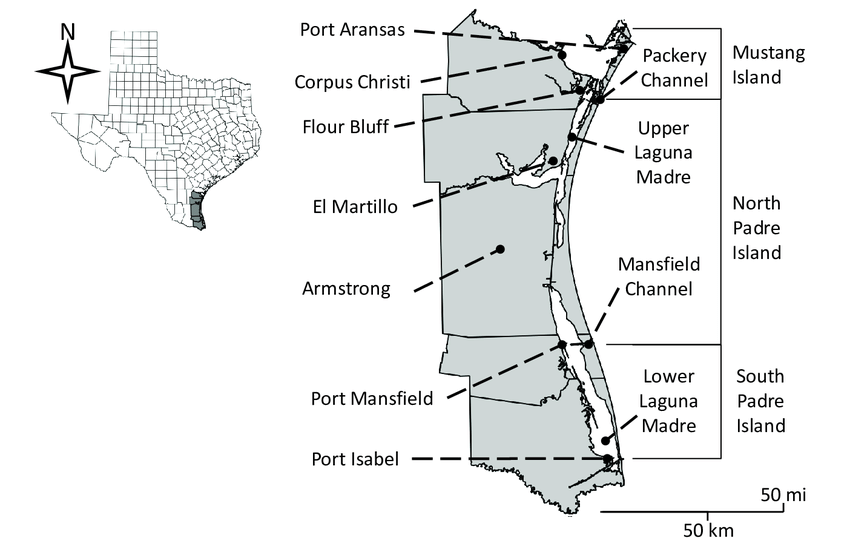 N
Port Aransas
Corpus Christi
Flour Bluff
El Martillo
Armstrong
Port Mansfield
Port Isabel
Packery
Channel
Upper
Laguna
Madre
Mansfield
Channel
Lower
Laguna
Madre
Mustang
Island
North
Padre
Island
South
Padre
Island
50 mi
50 km